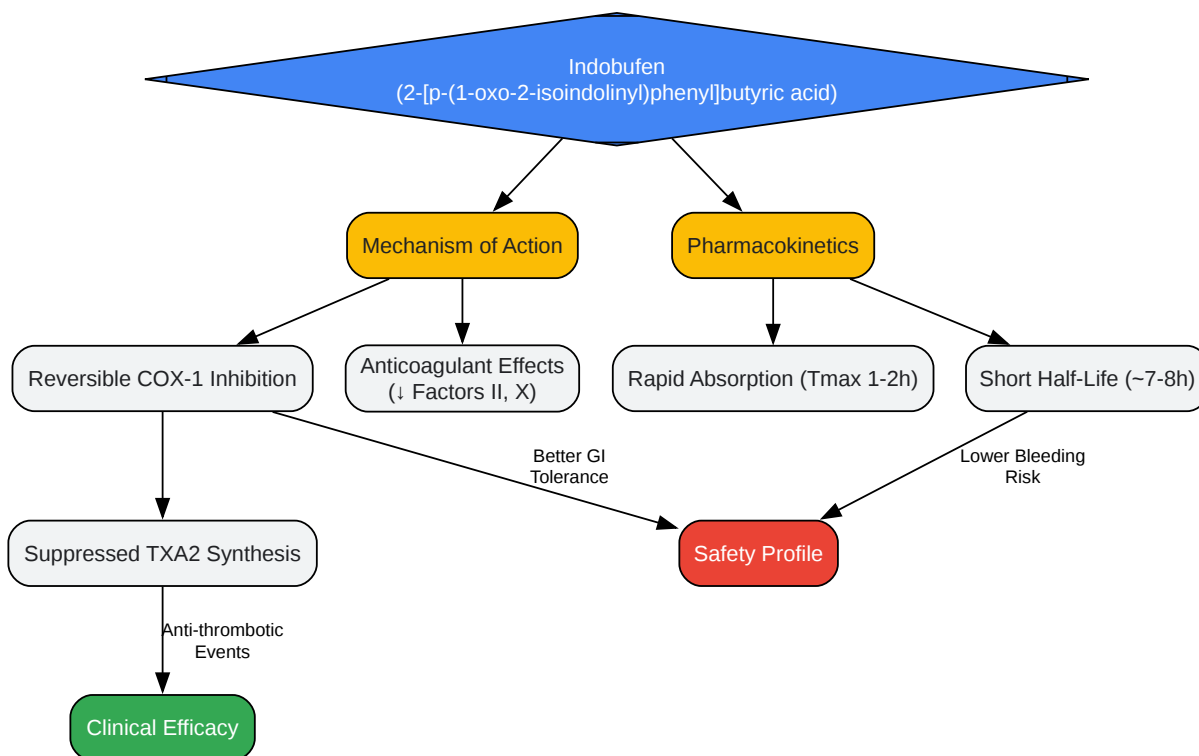 Indobufen
(2-[p-(1-oxo-2-isoindolinyl)phenyl]butyric acid)
Mechanism of Action
Pharmacokinetics
Reversible COX-1 Inhibition
Anticoagulant Effects
(↓ Factors II, X)
Rapid Absorption (Tmax 1-2h)
Short Half-Life (~7-8h)
Better GI
Tolerance
Lower Bleeding
Risk
Suppressed TXA2 Synthesis
Safety Profile
Anti-thrombotic
Events
Clinical Efficacy